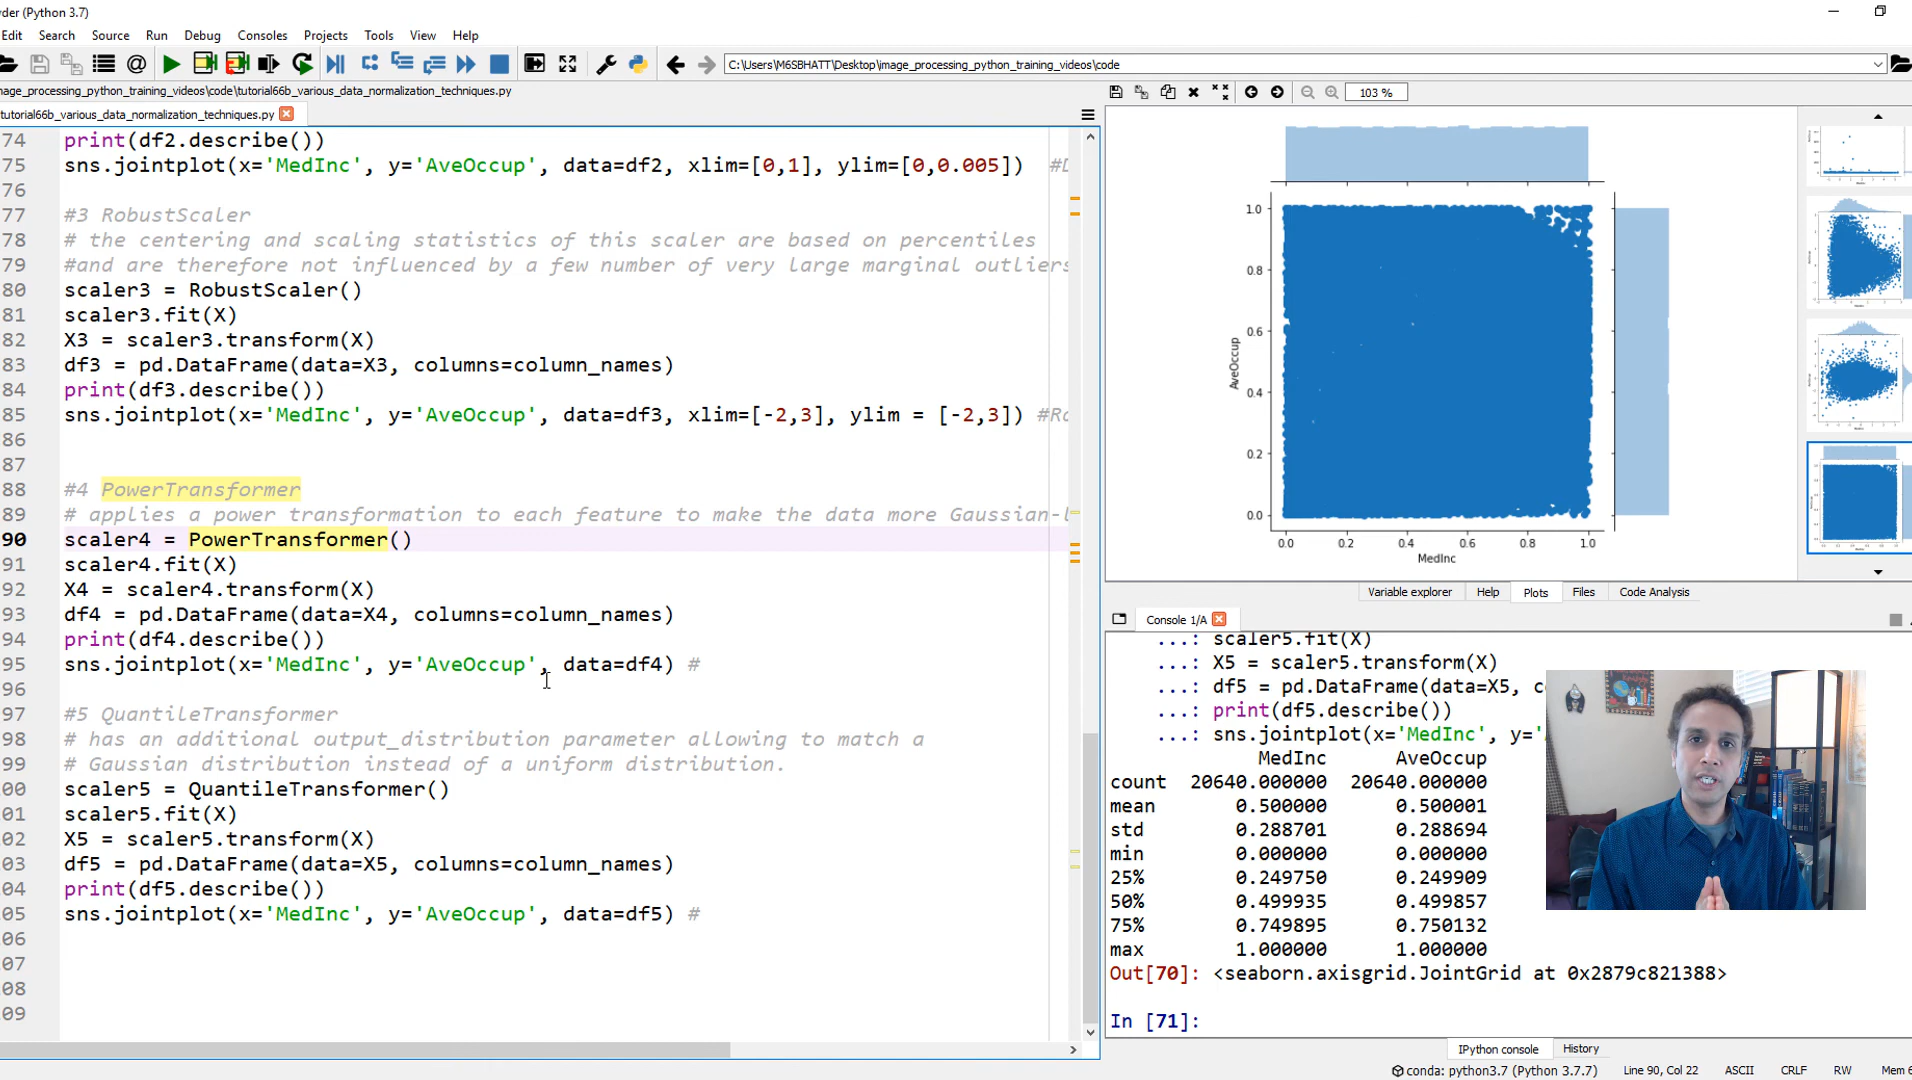 yder (Python 3.7)
Edit Search Source Run Debug Consoles Projects Tools View Help
C:\Users\M6SBHATT\Desktop\image_processing_python_training_videos\code
mage_processing_python_training_videos\code\tutorial66b_various_data_normalization_techniques.py
tutorial66b_various_data_normalization_techniques.py
74 print(df2.describe())
75 sns.jointplot(x='MedInc', y='AveOccup', data=df2, xlim=[0,1], ylim=[0,0.005]) #D
76
77 #3 RobustScaler
78 # the centering and scaling statistics of this scaler are based on percentiles
79 #and are therefore not influenced by a few number of very large marginal outliers
80 scaler3 = RobustScaler()
81 scaler3.fit(X)
82 X3 = scaler3.transform(X)
83 df3 = pd.DataFrame(data=X3, columns=column_names)
84 print(df3.describe())
85 sns.jointplot(x='MedInc', y='AveOccup', data=df3, xlim=[-2,3], ylim = [-2,3]) #Ro
86
87
88 #4 PowerTransformer
89 # applies a power transformation to each feature to make the data more Gaussian-l
90 scaler4 = PowerTransformer()
91 scaler4.fit(X)
92 X4 = scaler4.transform(X)
93 df4 = pd.DataFrame(data=X4, columns=column_names)
94 print(df4.describe())
95 sns.jointplot(x='MedInc', y='AveOccup', data=df4) #
96
97 #5 QuantileTransformer
98 # has an additional output_distribution parameter allowing to match a
99 # Gaussian distribution instead of a uniform distribution.
00 scaler5 = QuantileTransformer()
01 scaler5.fit(X)
02 X5 = scaler5.transform(X)
03 df5 = pd.DataFrame(data=X5, columns=column_names)
04 print(df5.describe())
05 sns.jointplot(x='MedInc', y='AveOccup', data=df5) #
06
07
08
09
103 %
1.0
0.8
0.6
0.4
0.2
0.0
AveOccup
0.0 0.2 0.4 0.6 0.8 1.0
MedInc
Variable explorer Help Plots Files Code Analysis
Console 1/A
...: scaler5.fit(X)
...: X5 = scaler5.transform(X)
...: df5 = pd.DataFrame(data=X5, c
...: print(df5.describe())
...: sns.jointplot(x='MedInc', y='
MedInc AveOccup
count 20640.000000 20640.000000
mean 0.500000 0.500001
std 0.288701 0.288694
min 0.000000 0.000000
25% 0.249750 0.249909
50% 0.499935 0.499857
75% 0.749895 0.750132
max 1.000000 1.000000
Out[70]: <seaborn.axisgrid.JointGrid at 0x2879c821388>
In [71]:
IPython console History
conda: python3.7 (Python 3.7.7) Line 90, Col 22 ASCII CRLF RW Mem 6